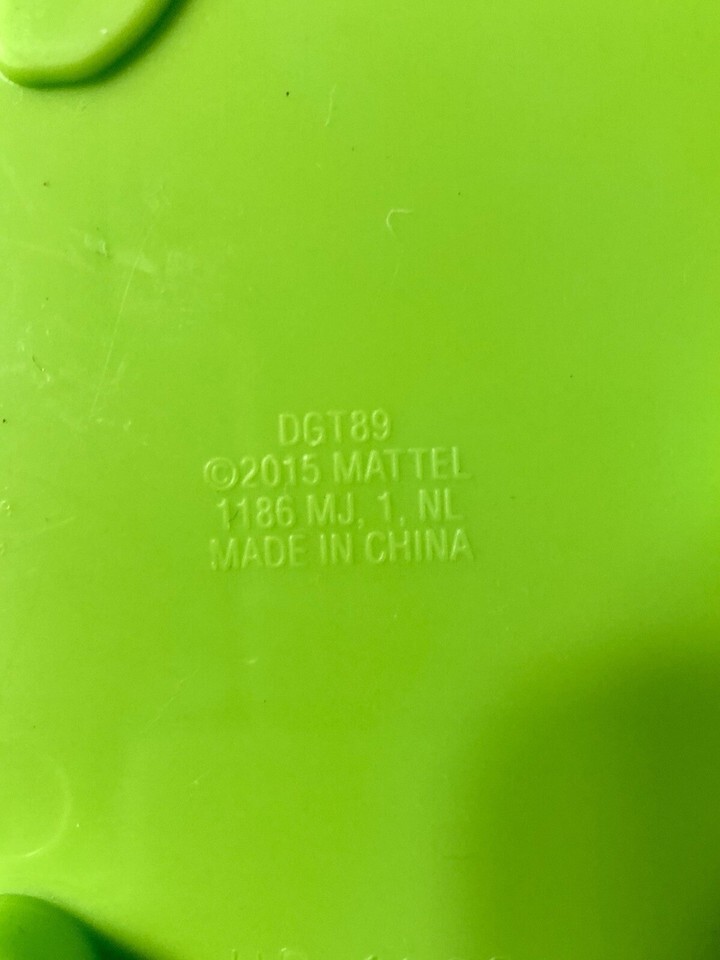 DGT89
©2015 MATTEL
1186 MJ, 1, NL
MADE IN CHINA